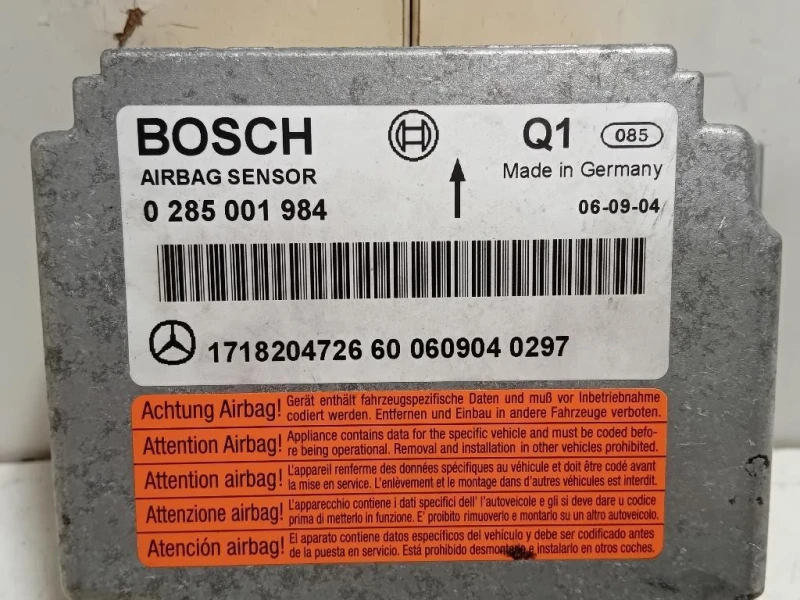 BOSCH
Q1 085
AIRBAG SENSOR
Made in Germany
0 285 001 984
06-09-04
1718204726 60 060904 0297
Achtung Airbag! Gerät enthält fahrzeugspezifische Daten und muß vor Inbetriebnahme
codiert werden. Entfernen und Einbau in andere Fahrzeuge verboten.
Attention Airbag! Appliance contains data for the specific vehicle and must be coded befo-
re being operational. Removal and installation in other vehicles prohibited
Attention airbag! L'appareil renferme des données spécifiques au véhicule et doit être codé avant
la mise en service. L'enlèvement et le montage dans d'autres véhicules est interdit.
Attenzione airbag! L'apparecchio contiene i dati specifici dell' l'autoveicolo e gli si deve dare u codice
prima di metterlo in funzione. E' proibito rimuoverlo e montarlo su un altro autoveicolo.
Atención airbag! El aparato contiene datos específicos del vehículo y debe ser codificado antes
de la puesta en servicio. Está prohibido desmontarlo e instalarlo en otros coches.